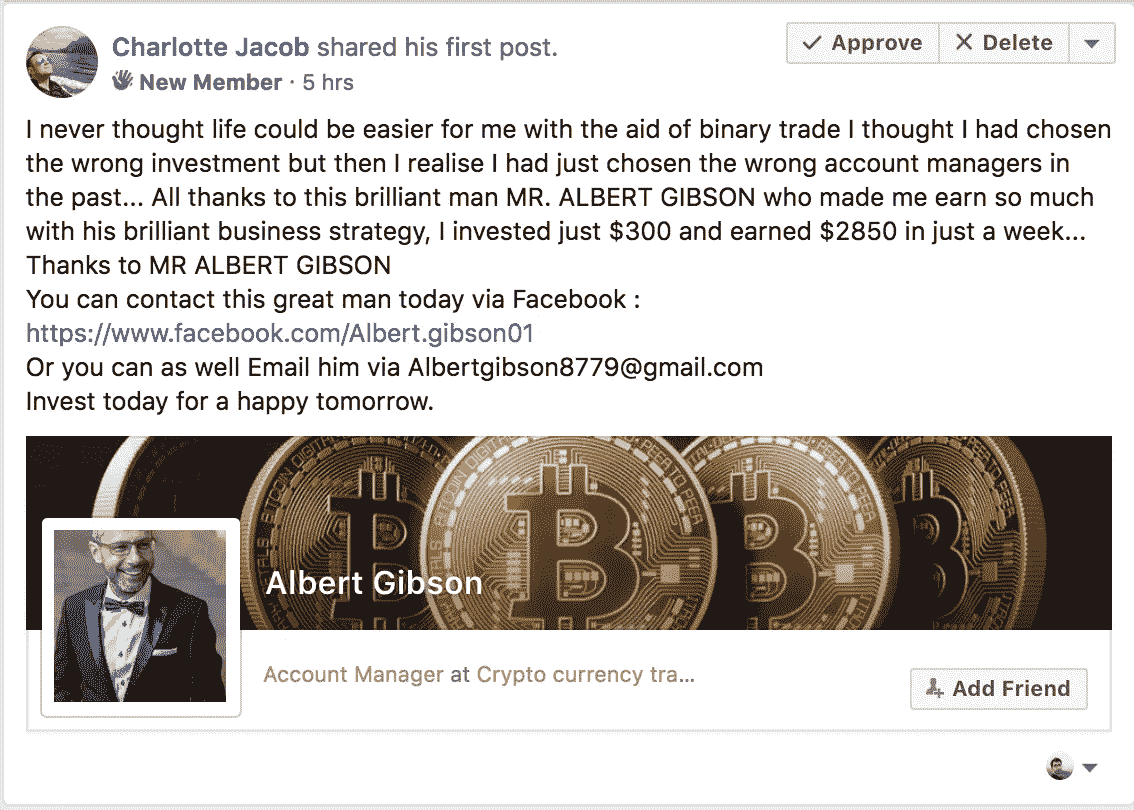 Charlotte Jacob shared his first post.
New Member · 5 hrs
Approve
Delete
I never thought life could be easier for me with the aid of binary trade I thought I had chosen
the wrong investment but then I realise I had just chosen the wrong account managers in
the past... All thanks to this brilliant man MR. ALBERT GIBSON who made me earn so much
with his brilliant business strategy, I invested just $300 and earned $2850 in just a week...
Thanks to MR ALBERT GIBSON
You can contact this great man today via Facebook :
https://www.facebook.com/Albert.gibson01
Or you can as well Email him via Albertgibson8779@gmail.com
Invest today for a happy tomorrow.
Albert Gibson
Account Manager at Crypto currency tra...
Add Friend